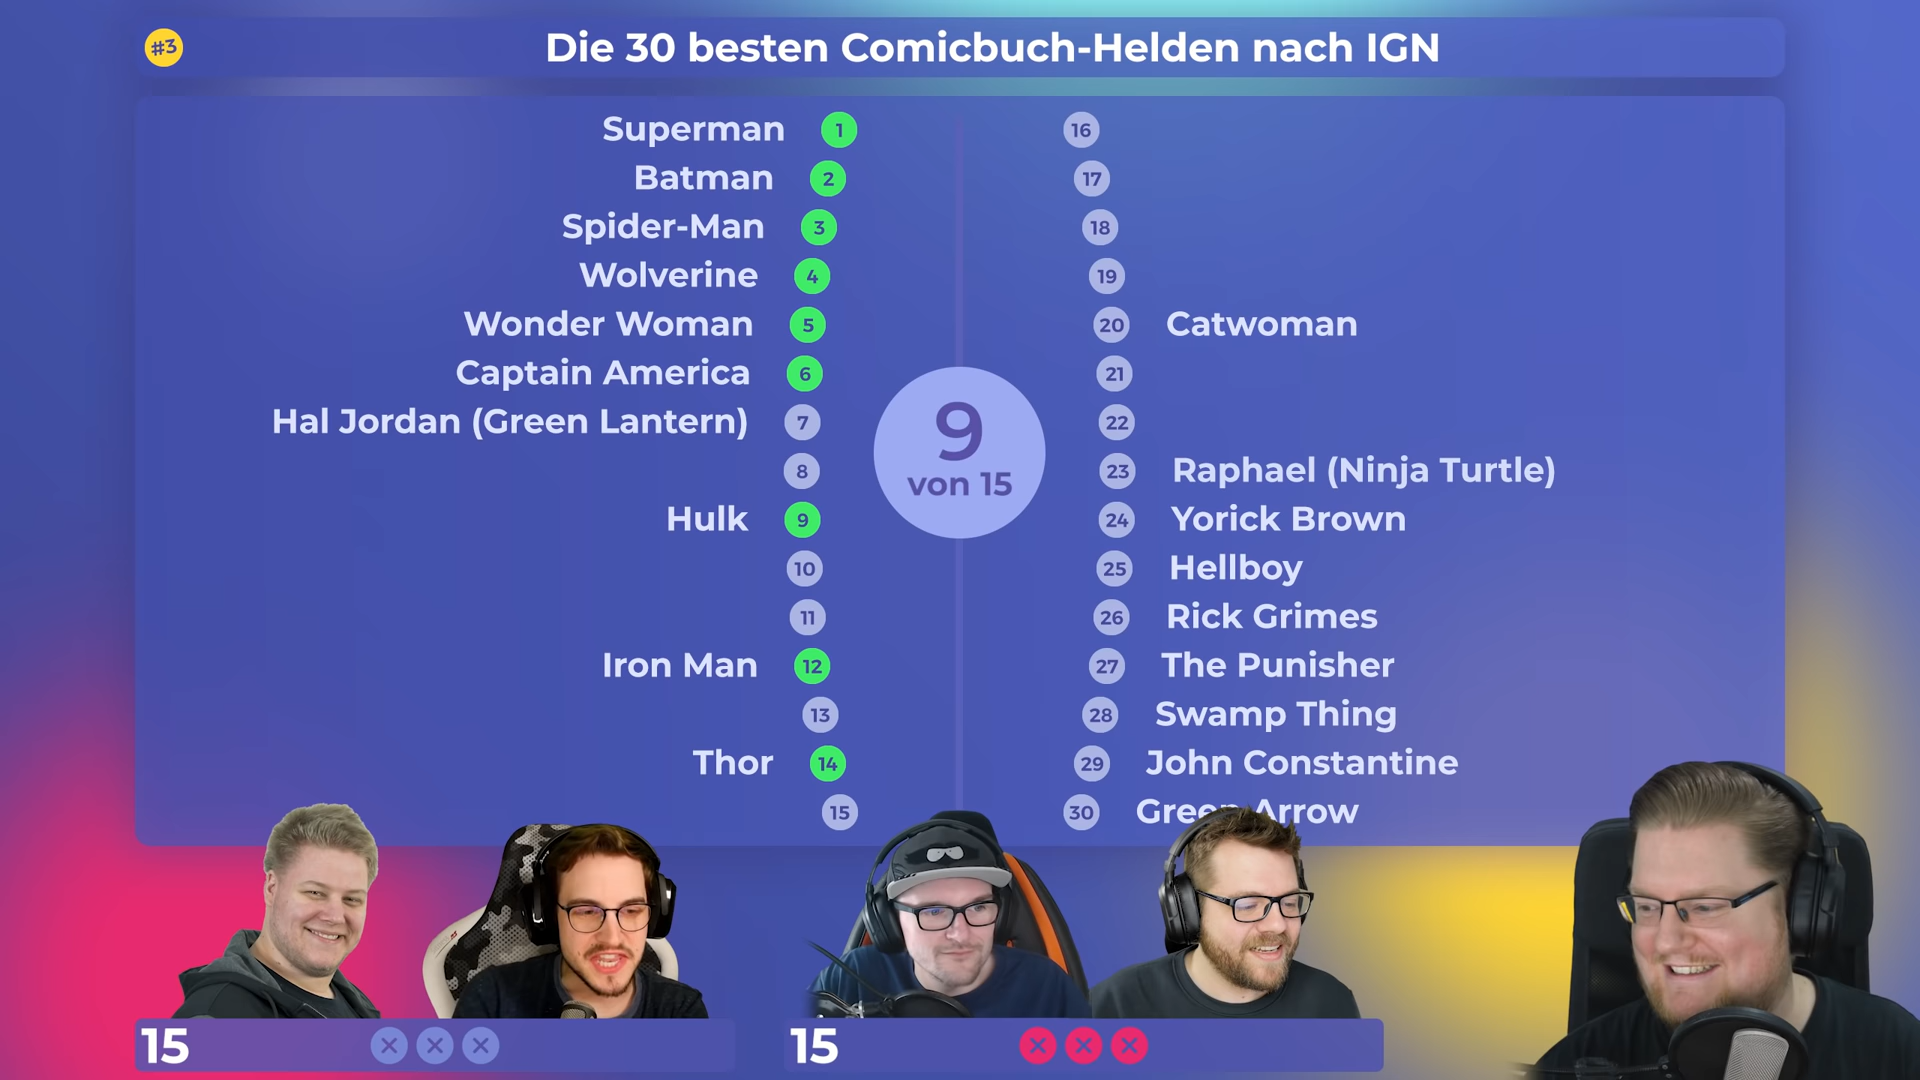 #3
Die 30 besten Comicbuch-Helden nach IGN
Superman 1
Batman 2
Spider-Man 3
Wolverine 4
Wonder Woman 5
Captain America 6
Hal Jordan (Green Lantern) 7
8
Hulk 9
10
11
Iron Man 12
13
Thor 14
15
9
von 15
16
17
18
19
20 Catwoman
21
22
23 Raphael (Ninja Turtle)
24 Yorick Brown
25 Hellboy
26 Rick Grimes
27 The Punisher
28 Swamp Thing
29 John Constantine
30 Green Arrow
15
15